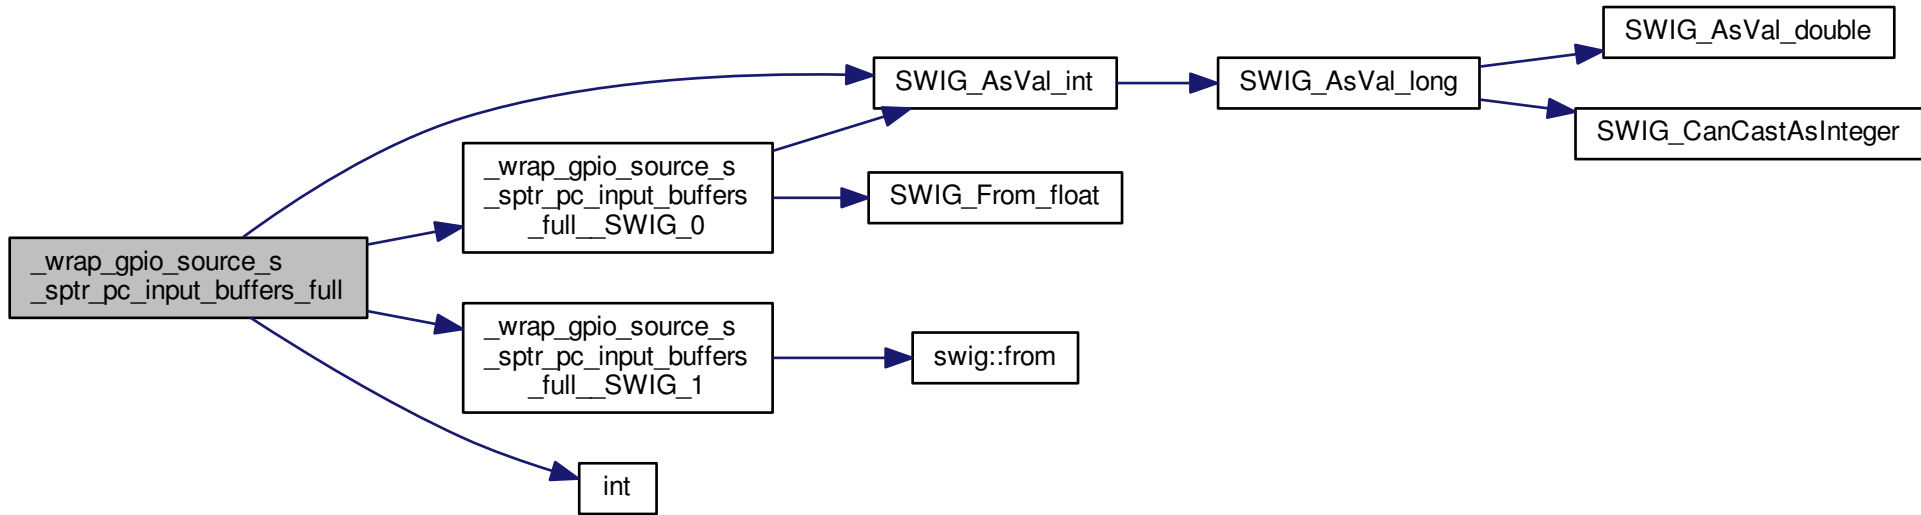 _wrap_gpio_source_s
_sptr_pc_input_buffers_full
SWIG_AsVal_int
_wrap_gpio_source_s
_sptr_pc_input_buffers
_full__SWIG_0
SWIG_From_float
_wrap_gpio_source_s
_sptr_pc_input_buffers
_full__SWIG_1
swig::from
int
SWIG_AsVal_long
SWIG_AsVal_double
SWIG_CanCastAsInteger